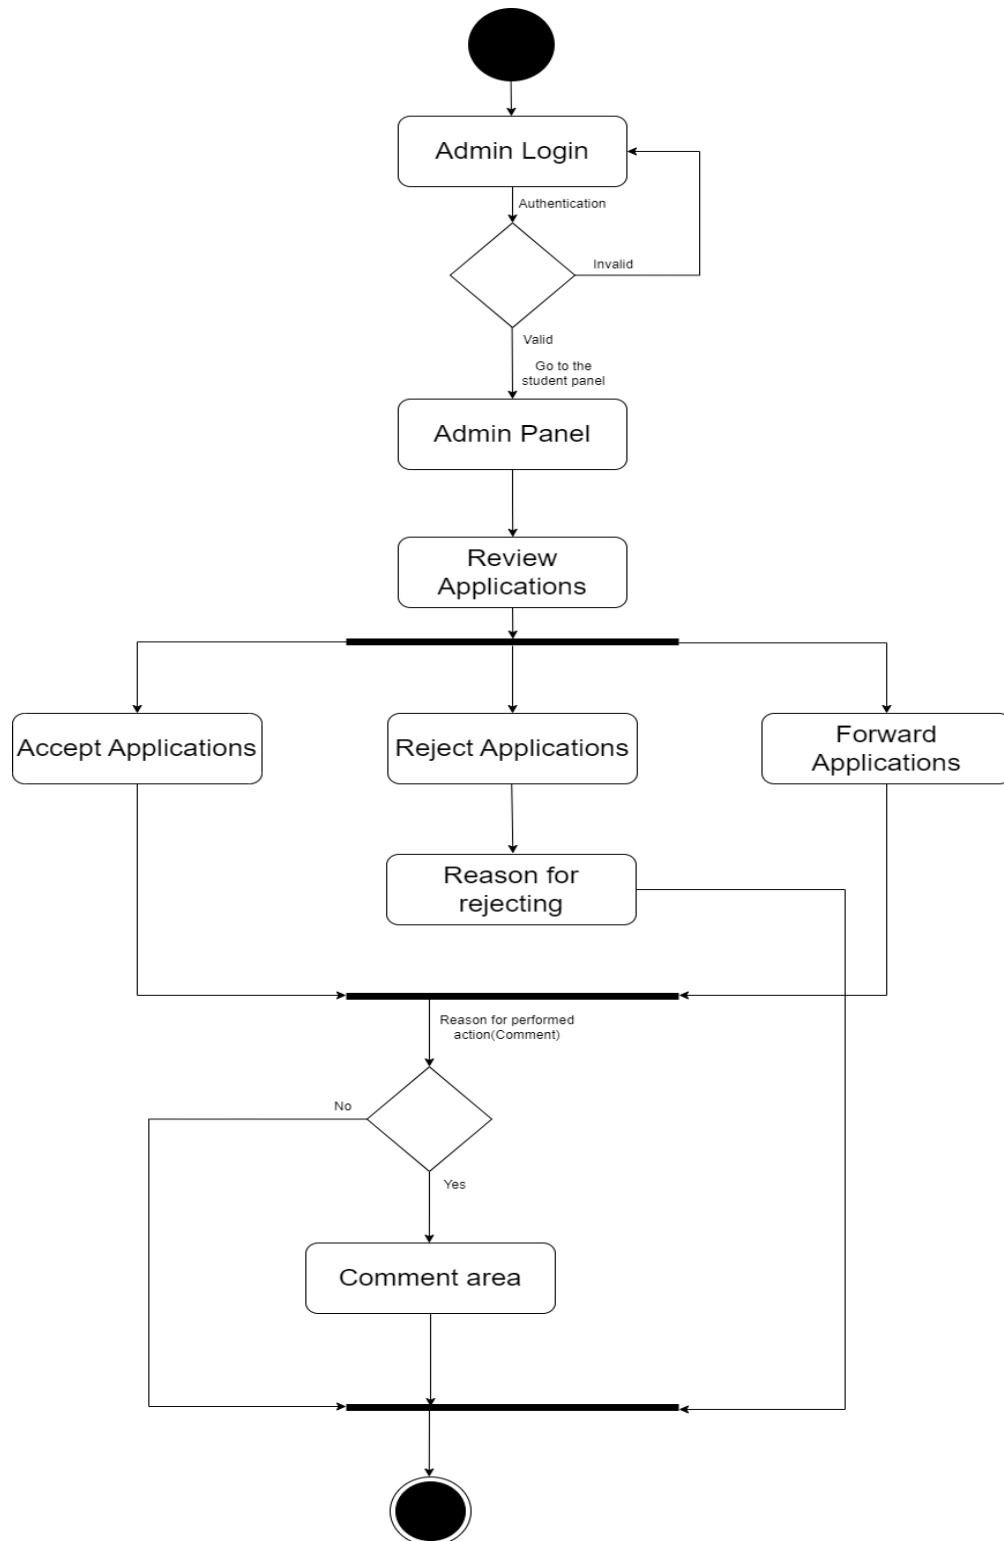 Admin Login
Authentication
Invalid
Valid
Go to the
student panel
Admin Panel
Review
Applications
Accept Applications
Reject Applications
Forward
Applications
Reason for
rejecting
Reason for performed
action(Comment)
No
Yes
Comment area